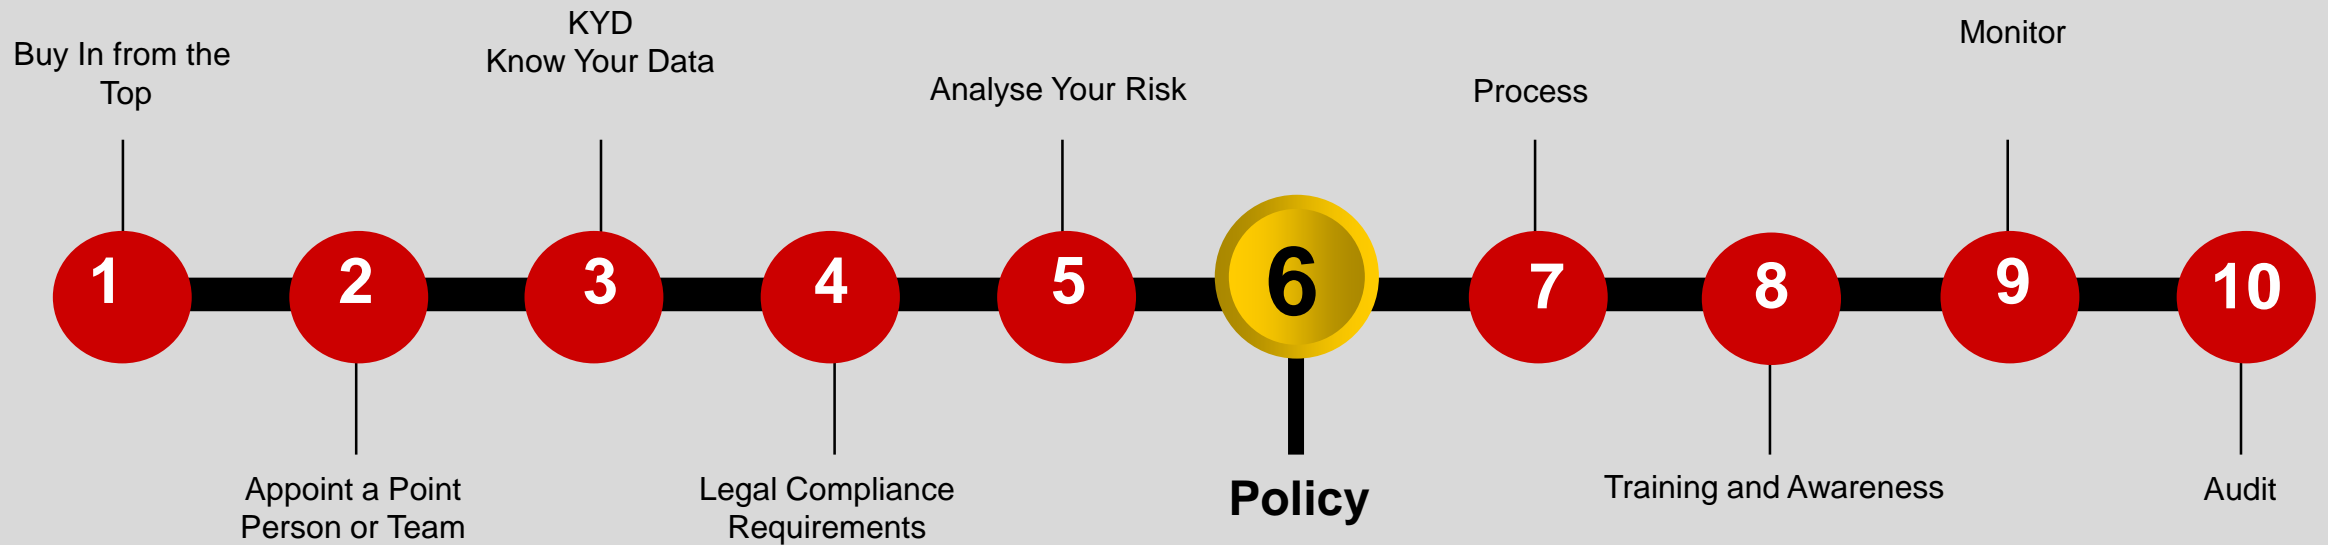 KYD
Know Your Data
Monitor
Buy In from the
Top
Analyse Your Risk
Process
1
2
3
4
5
6
7
8
9
10
Appoint a Point
Person or Team
Legal Compliance
Requirements
Policy
Training and Awareness
Audit